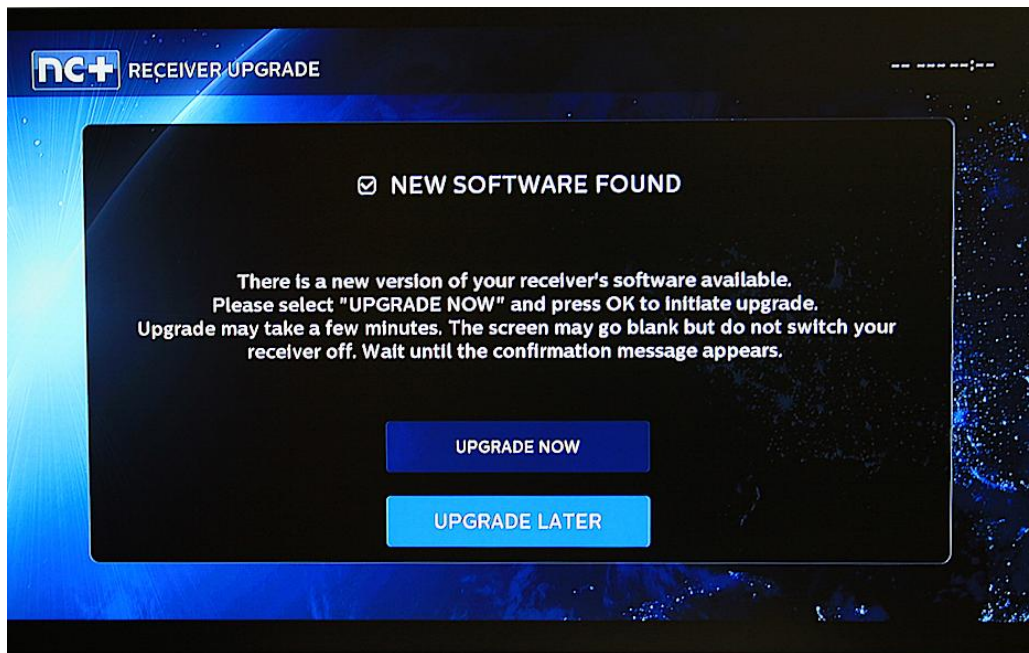 nc+ RECEIVER UPGRADE
-- -- -- --:--
NEW SOFTWARE FOUND
There is a new version of your receiver's software available.
Please select "UPGRADE NOW" and press OK to initiate upgrade.
Upgrade may take a few minutes. The screen may go blank but do not switch your
receiver off. Wait until the confirmation message appears.
UPGRADE NOW
UPGRADE LATER